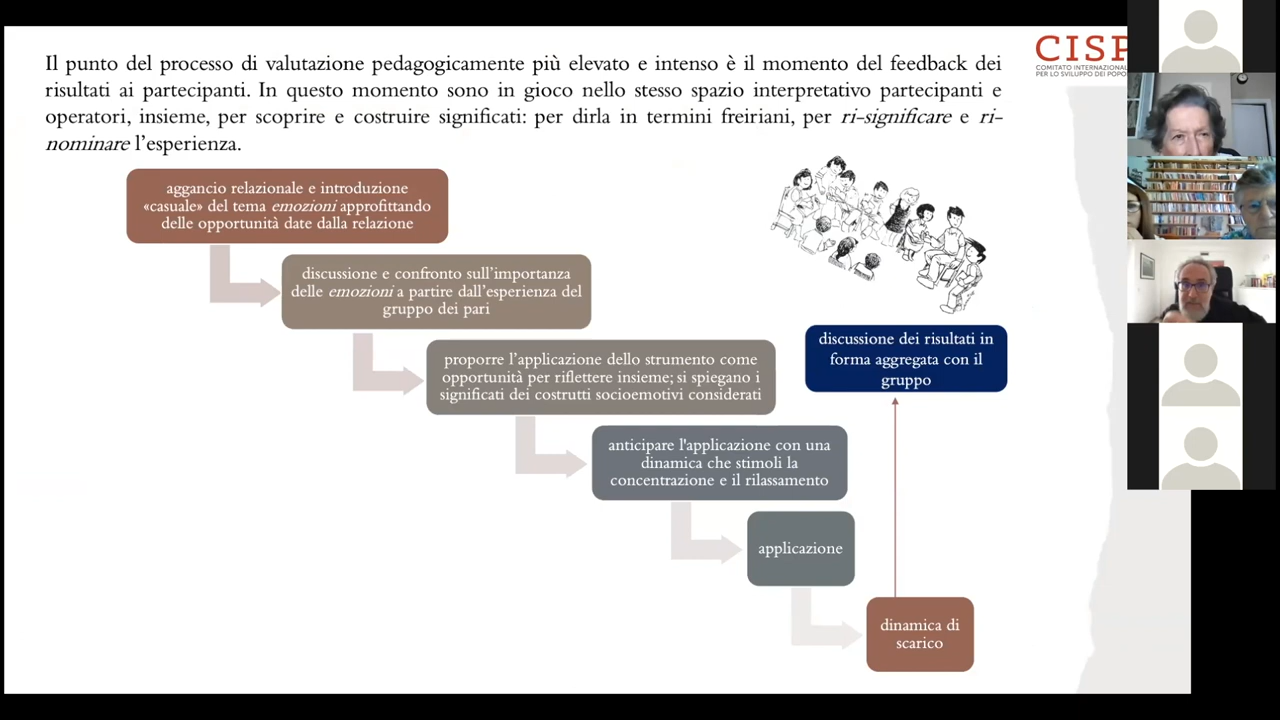 Il punto del processo di valutazione pedagogicamente più elevato e intenso è il momento del feedback dei
risultati ai partecipanti. In questo momento sono in gioco nello stesso spazio interpretativo partecipanti e
operatori, insieme, per scoprire e costruire significati: per dirla in termini freiriani, per ri-significare e ri-
nominare l'esperienza.
CISP
COMITATO INTERNAZIONAL
PER LO SVILUPPO DEI POPO
aggancio relazionale e introduzione
«casuale» del tema emozioni approfittando
delle opportunità date dalla relazione
discussione e confronto sull'importanza
delle emozioni a partire dall'esperienza del
gruppo dei pari
proporre l'applicazione dello strumento come
opportunità per riflettere insieme; si spiegano i
significati dei costrutti socioemotivi considerati
anticipare l'applicazione con una
dinamica che stimoli la
concentrazione e il rilassamento
applicazione
dinamica di
scarico
discussione dei risultati in
forma aggregata con il
gruppo